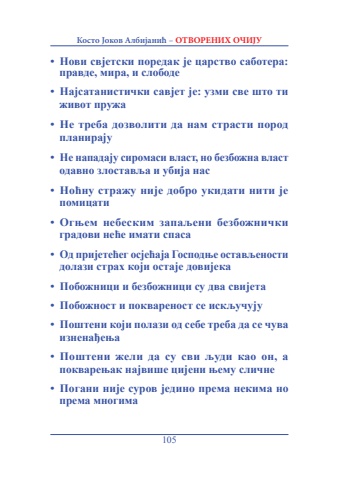 Косто Јоков Албијанић – ОТВОРЕНИХ ОЧИЈУ
• Нови свјетски поредак је царство саботера:
правде, мира, и слободе
• Најсатанистички савјет је: узми све што ти
живот пружа
• Не треба дозволити да нам страсти пород
планирају
• Не нападају сиромаси власт, но безбожна власт
одавно злоставља и убија нас
• Ноћну стражу није добро укидати нити је
помицати
• Огњем небеским запаљени безбожнички
градови неће имати спаса
• Од пријетећег осјећаја Господње остављености
долази страх који остаје довијека
• Побожници и безбожници су два свијета
• Побожност и поквареност се искључују
• Поштени који полази од себе треба да се чува
изненађења
• Поштени жели да су сви људи као он, а
покварењак највише цијени њему сличне
• Погани није суров једино према некима но
према многима
105